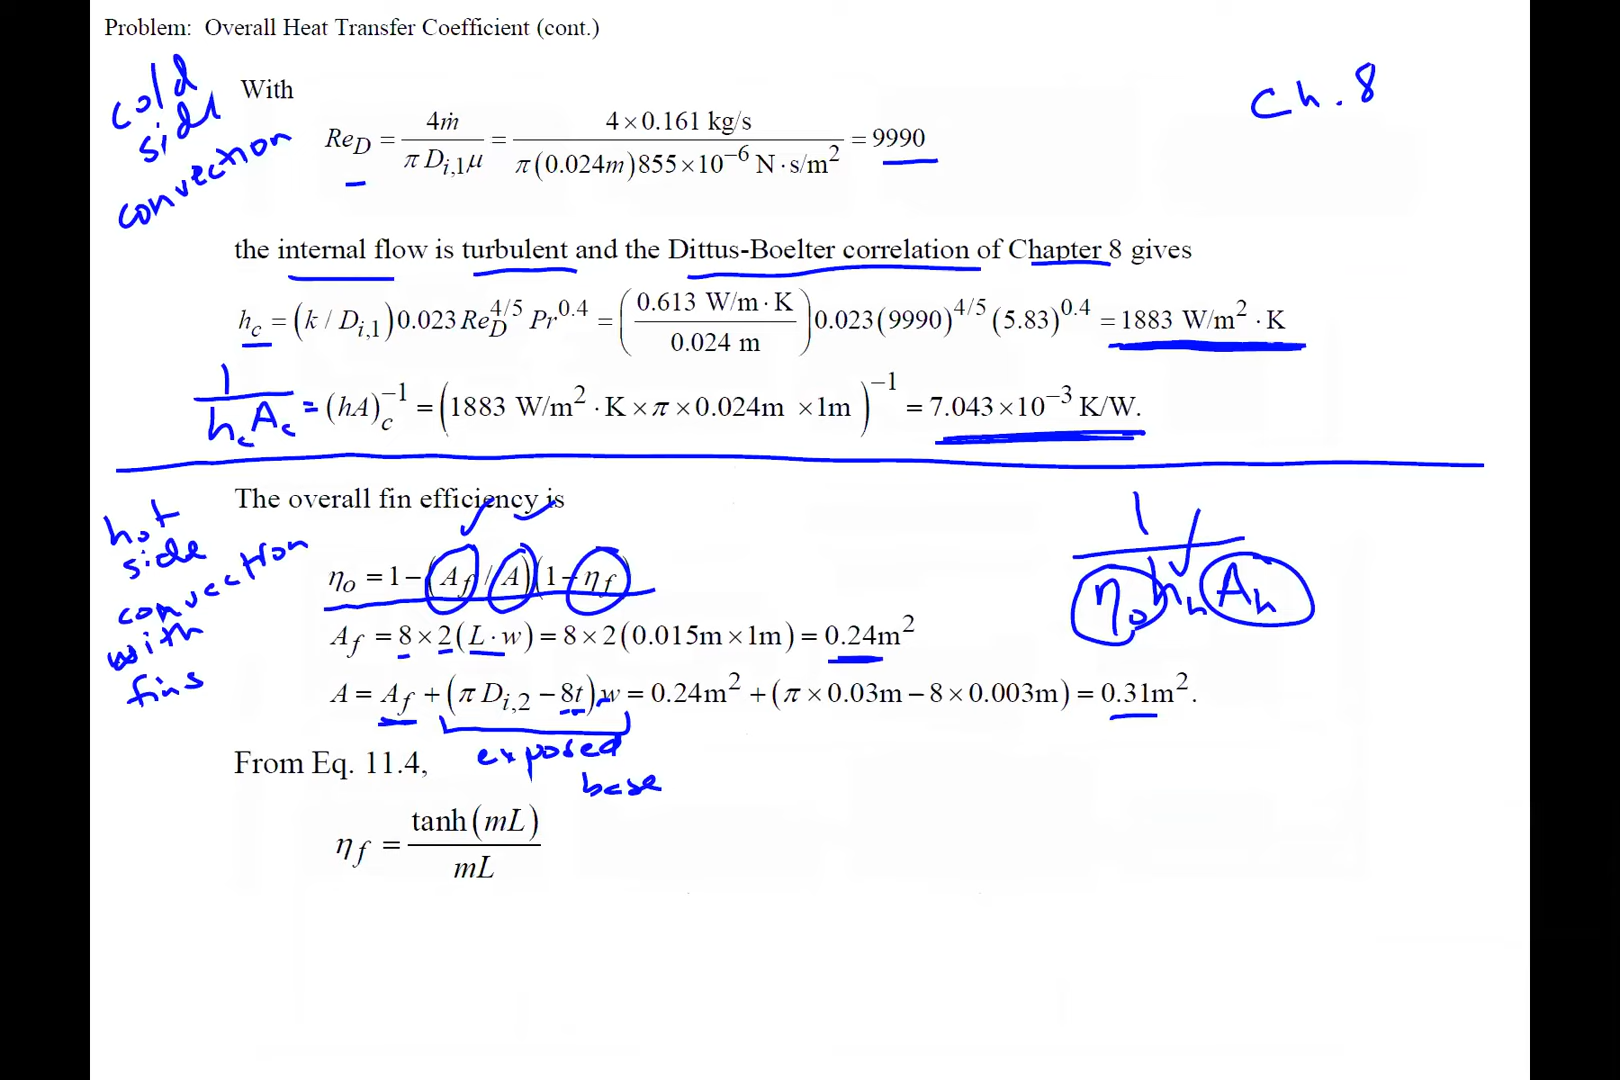 Problem: Overall Heat Transfer Coefficient (cont.)
cold side convection
With
Ch. 8
Re_D = 4ṁ / (π D_{i,1} μ) = 4 × 0.161 kg/s / (π (0.024m) 855 × 10^{-6} N · s/m^2) = 9990
the internal flow is turbulent and the Dittus-Boelter correlation of Chapter 8 gives
h_c = (k / D_{i,1}) 0.023 Re_D^{4/5} Pr^{0.4} = (0.613 W/m · K / 0.024 m) 0.023 (9990)^{4/5} (5.83)^{0.4} = 1883 W/m^2 · K
1 / (h_c A_c) = (hA)_c^{-1} = (1883 W/m^2 · K × π × 0.024m × 1m)^{-1} = 7.043 × 10^{-3} K/W.
The overall fin efficiency is
hot side convection with fins
η_o = 1 − (A_f / A)(1 − η_f)
1 / (η_o h_h A_h)
A_f = 8 × 2 (L · w) = 8 × 2 (0.015m × 1m) = 0.24m^2
A = A_f + (π D_{i,2} − 8t) w = 0.24m^2 + (π × 0.03m − 8 × 0.003m) = 0.31m^2.
exposed base
From Eq. 11.4,
η_f = tanh (mL) / mL